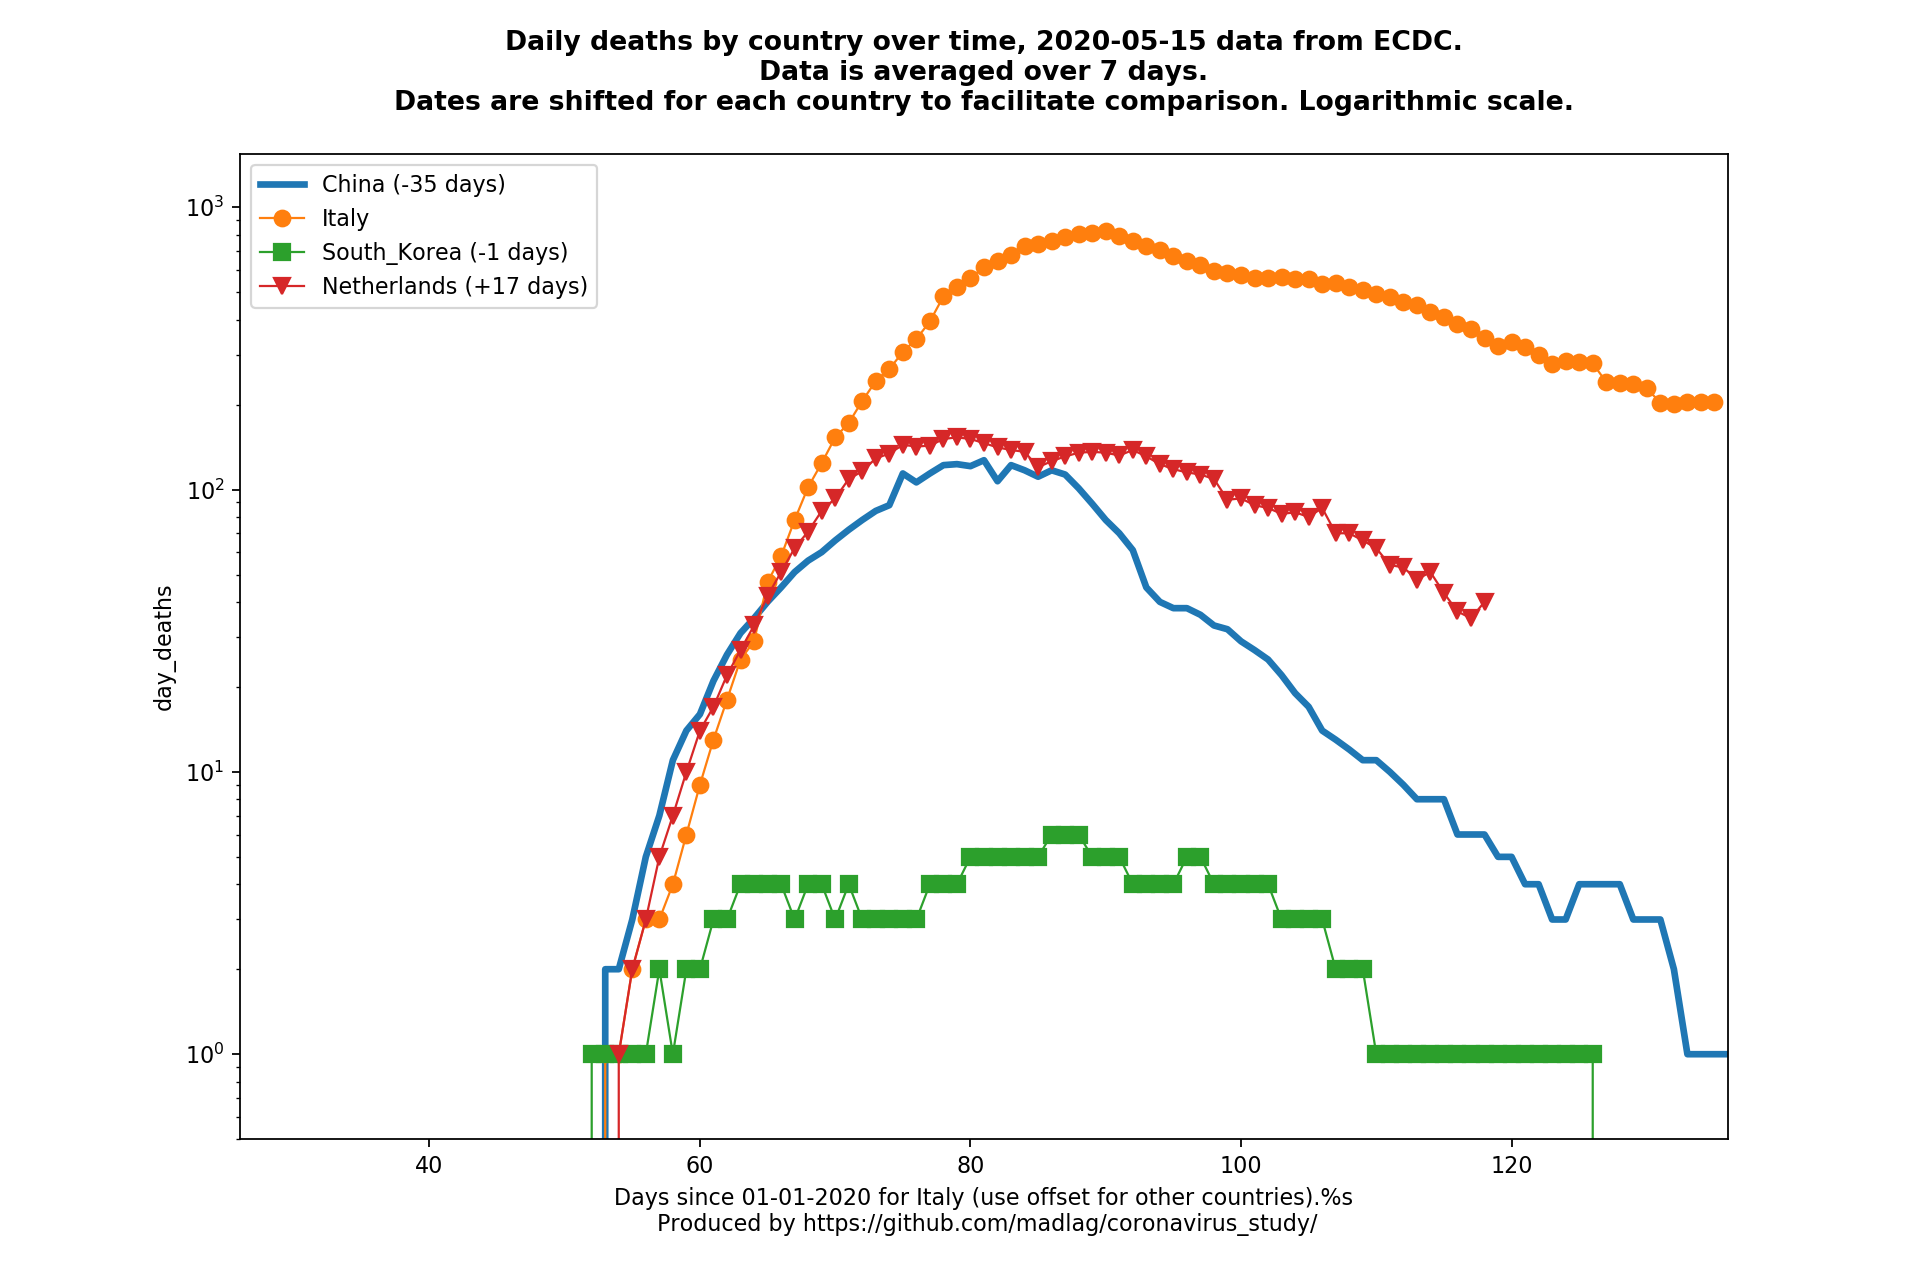 Daily deaths by country over time, 2020-05-15 data from ECDC.
Data is averaged over 7 days.
Dates are shifted for each country to facilitate comparison. Logarithmic scale.
China (-35 days)
Italy
South_Korea (-1 days)
Netherlands (+17 days)
10³
10²
10¹
10⁰
day_deaths
40 60 80 100 120
Days since 01-01-2020 for Italy (use offset for other countries).%s
Produced by https://github.com/madlag/coronavirus_study/